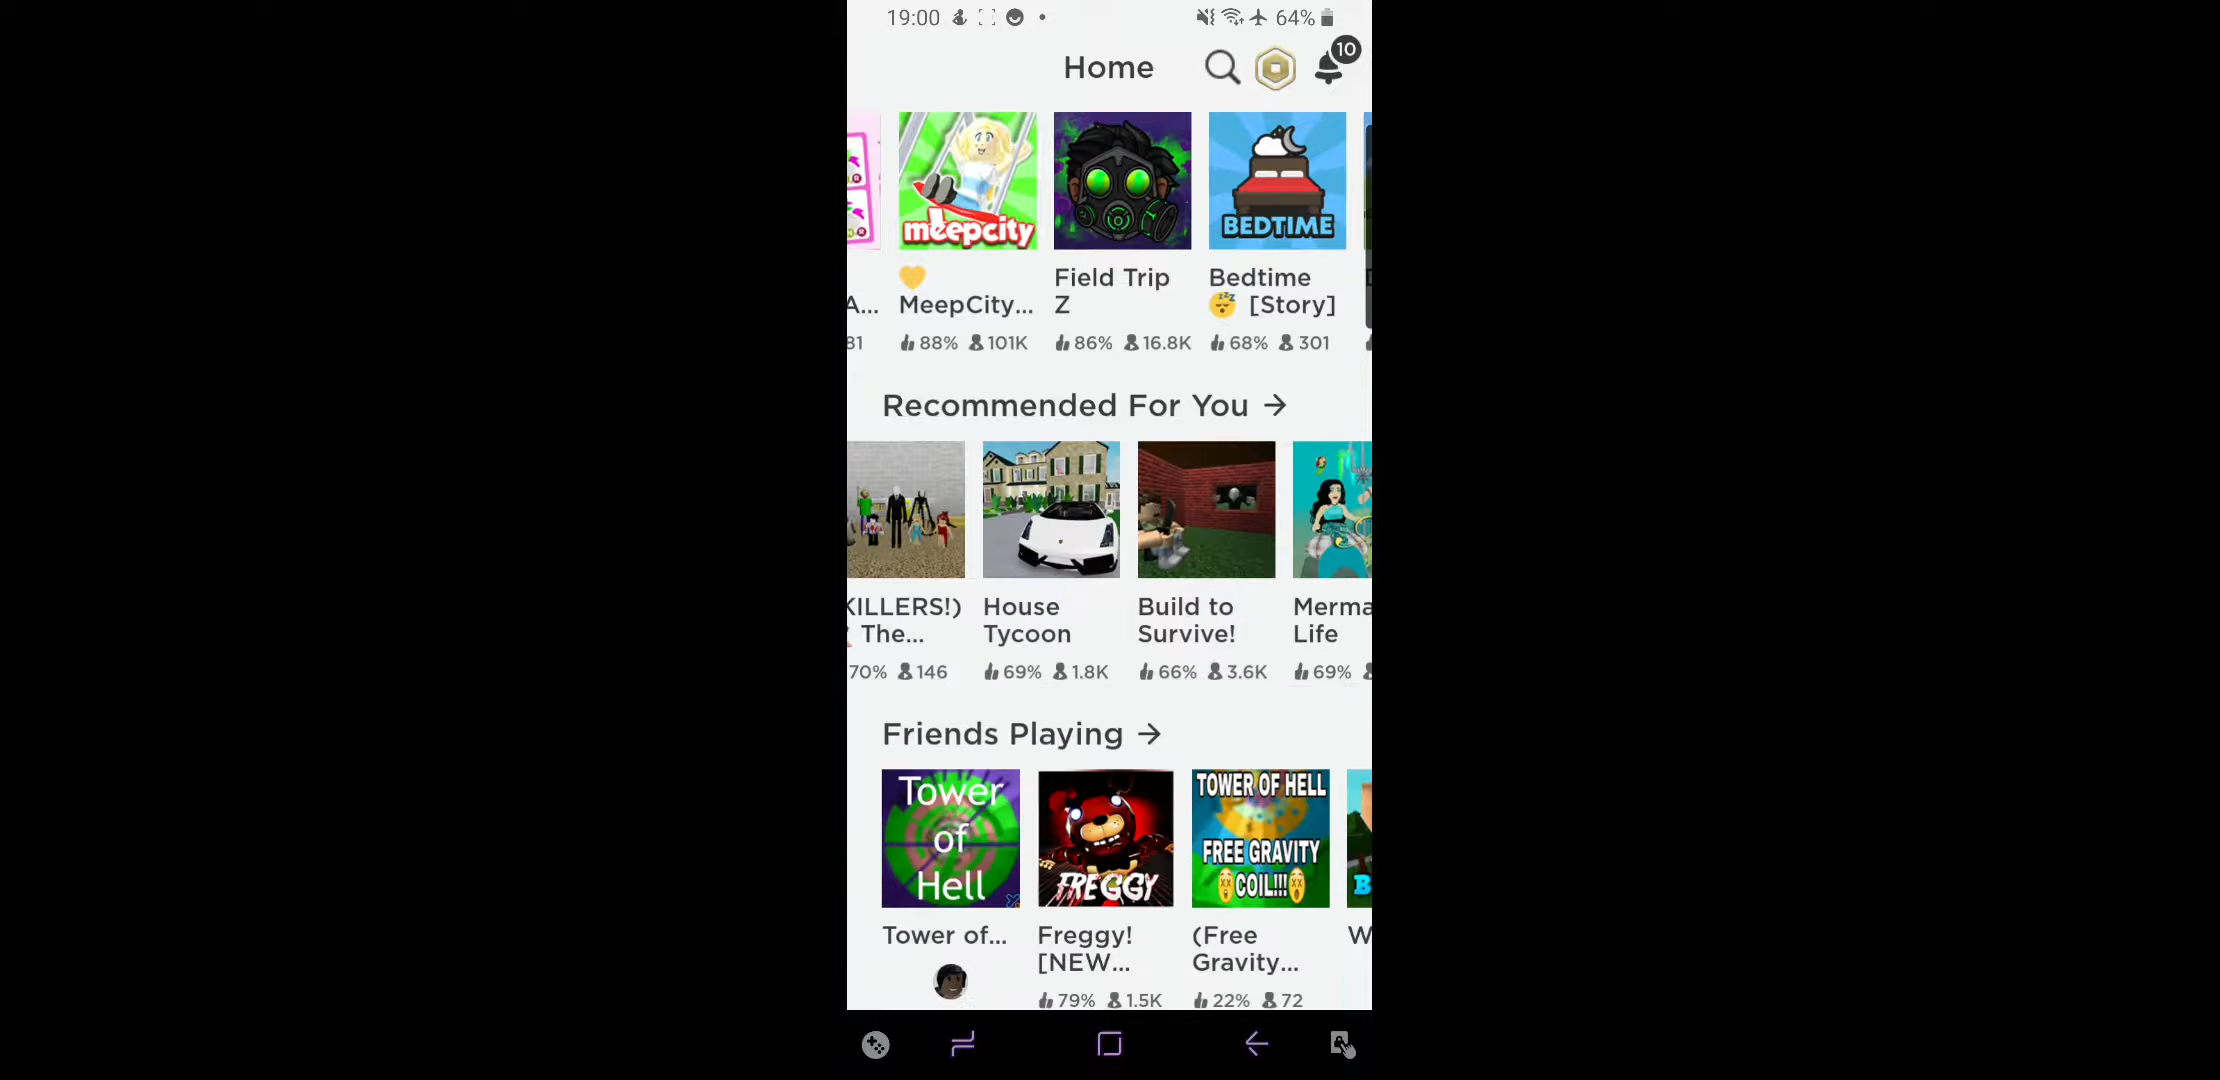 19:00
64%
Home
10
meepcity
BEDTIME
A...
MeepCity...
Field Trip
Z
Bedtime
[Story]
81
88% 101K
86% 16.8K
68% 301
Recommended For You
KILLERS!)
The...
House
Tycoon
Build to
Survive!
Merma
Life
70% 146
69% 1.8K
66% 3.6K
69%
Friends Playing
Tower
of
Hell
FREGGY
TOWER OF HELL
FREE GRAVITY
COIL!!!
B
Tower of...
Freggy!
[NEW...
(Free
Gravity...
W
79% 1.5K
22% 72